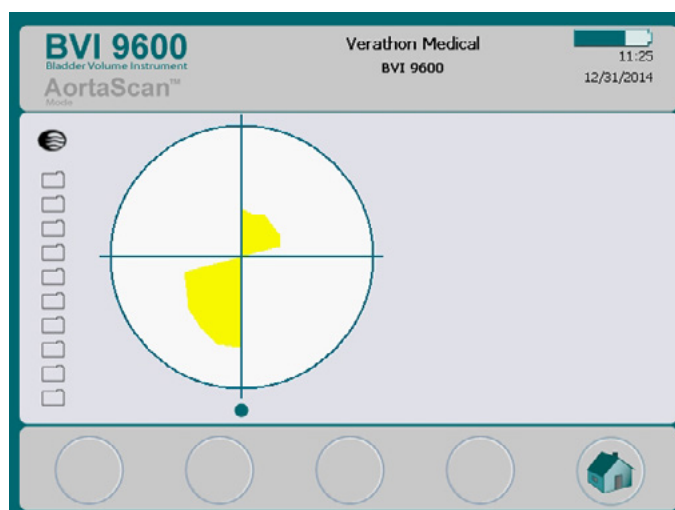 BVI 9600
Bladder Volume Instrument
AortaScan™
Mode
Verathon Medical
BVI 9600
11:25
12/31/2014